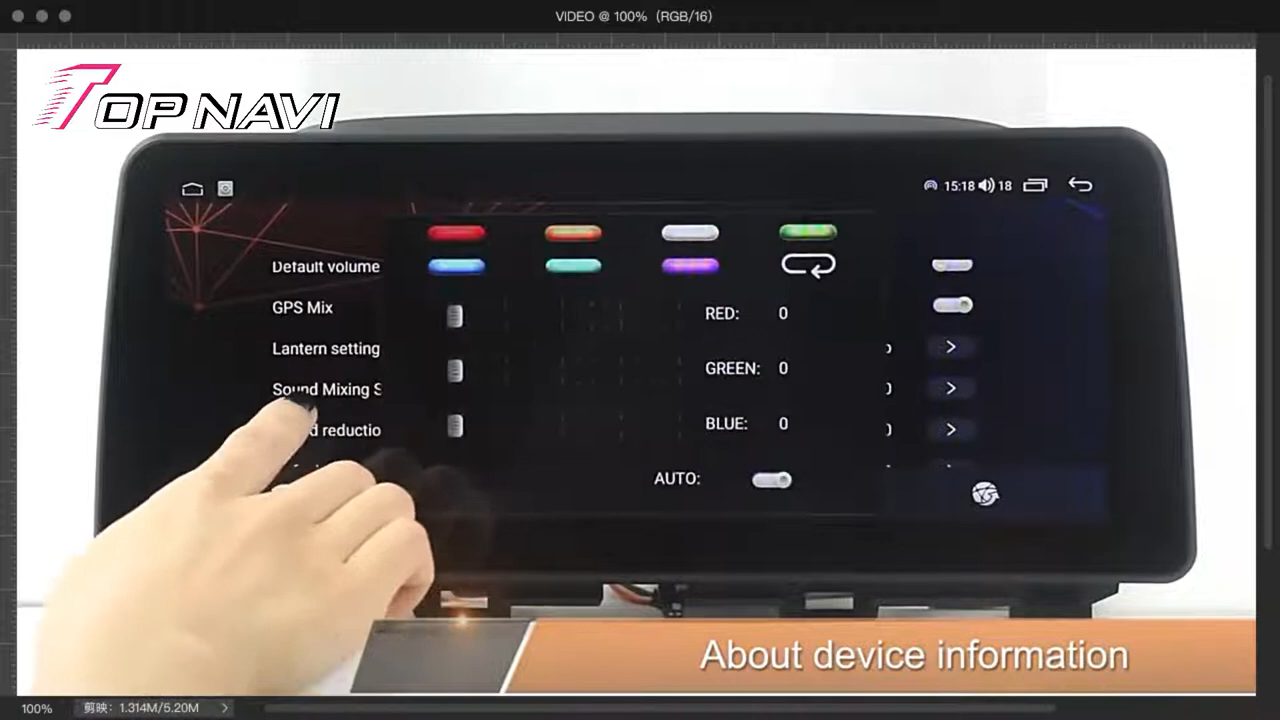 VIDEO @ 100% (RGB/16)
TOPNAVI
15:18 18
Default volume
GPS Mix
Lantern setting
Sound Mixing S
d reductio
RED: 0
GREEN: 0
BLUE: 0
AUTO:
About device information
100% 剪映: 1.314M/5.20M